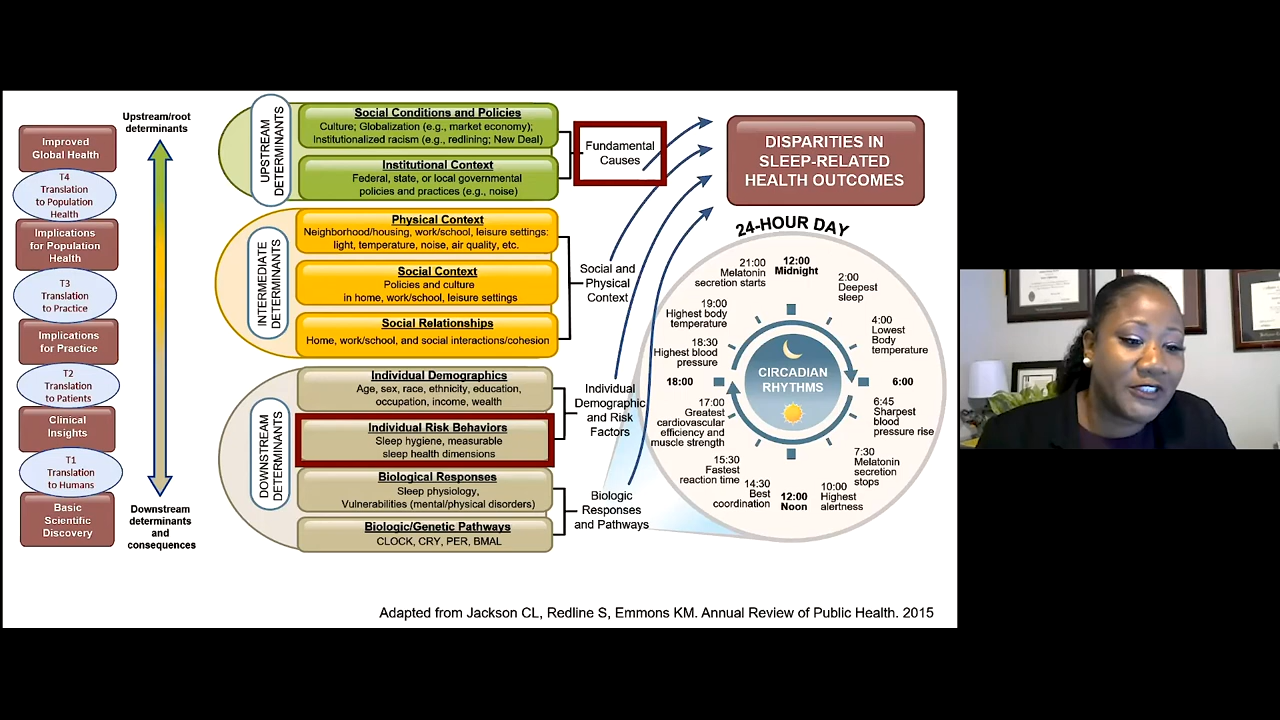 Improved
Global Health
T4
Translation
to Population
Health
Implications
for Population
Health
T3
Translation
to Practice
Implications
for Practice
T2
Translation
to Patients
Clinical
Insights
T1
Translation
to Humans
Basic
Scientific
Discovery
Upstream/root
determinants
Downstream
determinants
and
consequences
UPSTREAM
DETERMINANTS
Social Conditions and Policies
Culture; Globalization (e.g., market economy);
Institutionalized racism (e.g., redlining; New Deal)
Institutional Context
Federal, state, or local governmental
policies and practices (e.g., noise)
Fundamental
Causes
INTERMEDIATE
DETERMINANTS
Physical Context
Neighborhood/housing, work/school, leisure settings:
light, temperature, noise, air quality, etc.
Social Context
Policies and culture
in home, work/school, leisure settings
Social Relationships
Home, work/school, and social interactions/cohesion
Social and
Physical
Context
DOWNSTREAM
DETERMINANTS
Individual Demographics
Age, sex, race, ethnicity, education,
occupation, income, wealth
Individual Risk Behaviors
Sleep hygiene, measurable
sleep health dimensions
Biological Responses
Sleep physiology,
Vulnerabilities (mental/physical disorders)
Biologic/Genetic Pathways
CLOCK, CRY, PER, BMAL
Individual
Demographic
and Risk
Factors
Biologic
Responses
and Pathways
DISPARITIES IN
SLEEP-RELATED
HEALTH OUTCOMES
24-HOUR DAY
12:00
Midnight
2:00
Deepest
sleep
4:00
Lowest
Body
temperature
6:00
6:45
Sharpest
blood
pressure rise
7:30
Melatonin
secretion
stops
10:00
Highest
alertness
12:00
Noon
14:30
Best
coordination
15:30
Fastest
reaction time
17:00
Greatest
cardiovascular
efficiency and
muscle strength
18:00
18:30
Highest blood
pressure
19:00
Highest body
temperature
21:00
Melatonin
secretion starts
CIRCADIAN
RHYTHMS
Adapted from Jackson CL, Redline S, Emmons KM. Annual Review of Public Health. 2015